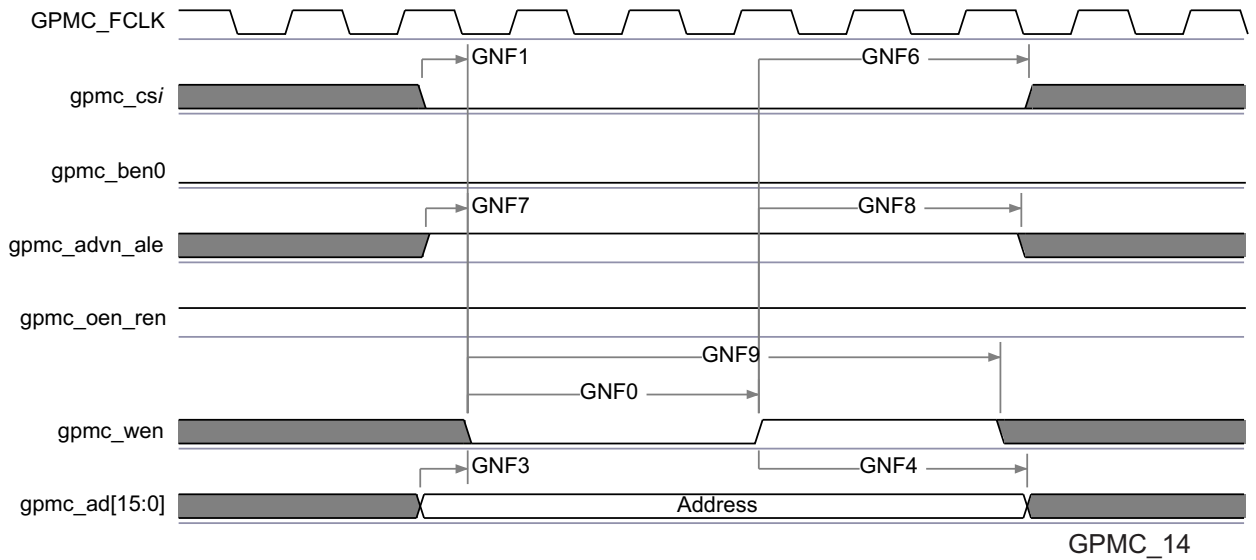 GPMC_FCLK
GNF1
GNF6
gpmc_csi
gpmc_ben0
GNF7
GNF8
gpmc_advn_ale
gpmc_oen_ren
GNF9
GNF0
gpmc_wen
GNF3
GNF4
gpmc_ad[15:0]
Address
GPMC_14